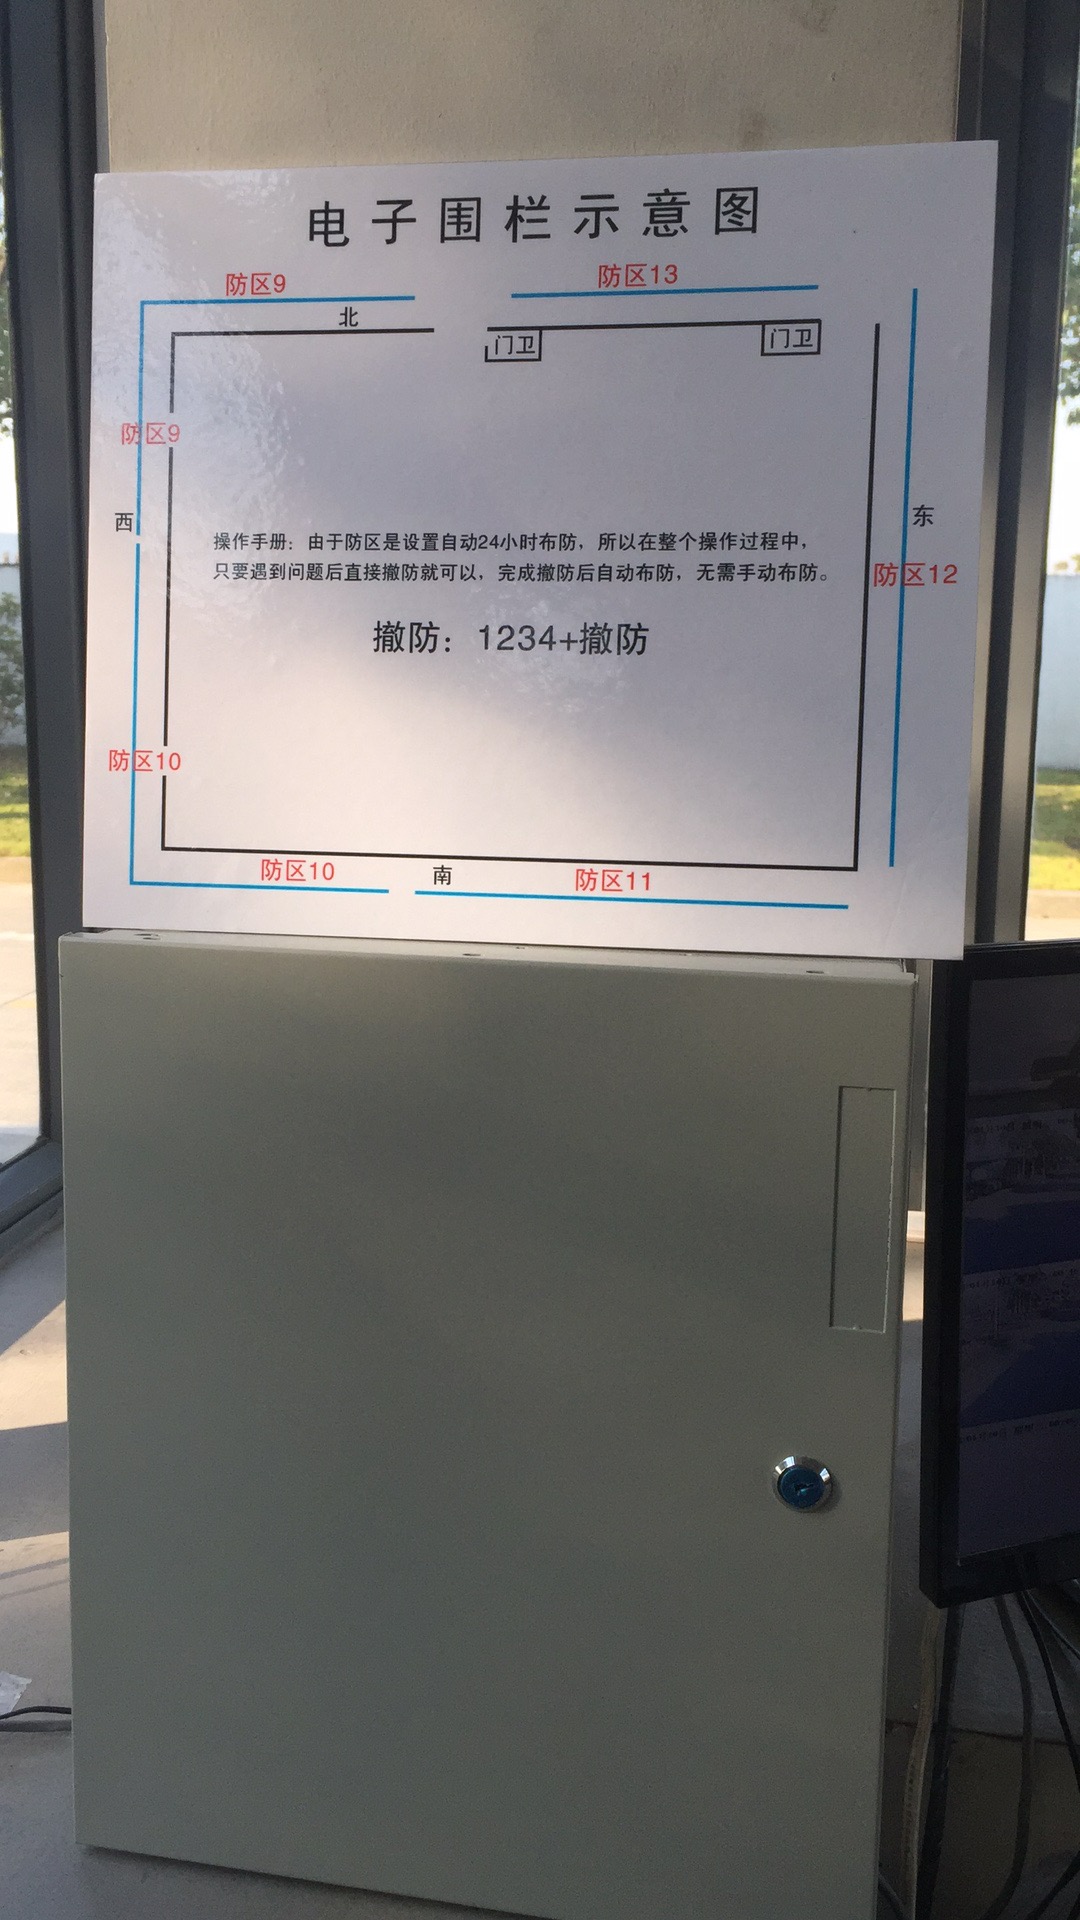 电子围栏示意图
防区9
防区13
北
门卫
门卫
防区9
西
东
操作手册：由于防区是设置自动24小时布防，所以在整个操作过程中，
只要遇到问题后直接撤防就可以，完成撤防后自动布防，无需手动布防。
防区12
撤防：1234+撤防
防区10
防区10
南
防区11